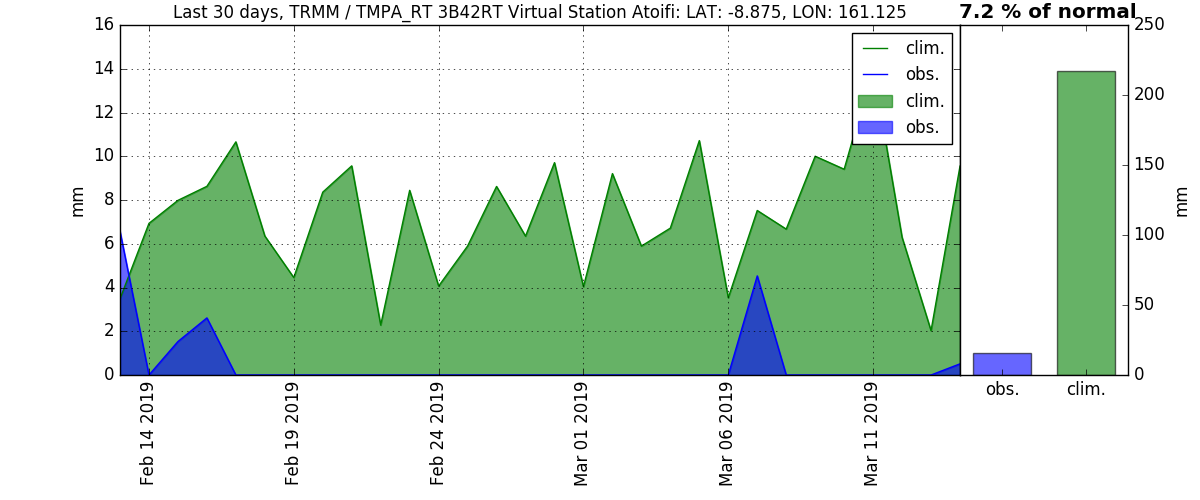 Last 30 days, TRMM / TMPA_RT 3B42RT Virtual Station Atoifi: LAT: -8.875, LON: 161.125
7.2 % of normal
16
14
12
10
8
6
4
2
0
mm
clim.
obs.
clim.
obs.
Feb 14 2019
Feb 19 2019
Feb 24 2019
Mar 01 2019
Mar 06 2019
Mar 11 2019
250
200
150
100
50
0
mm
obs.
clim.